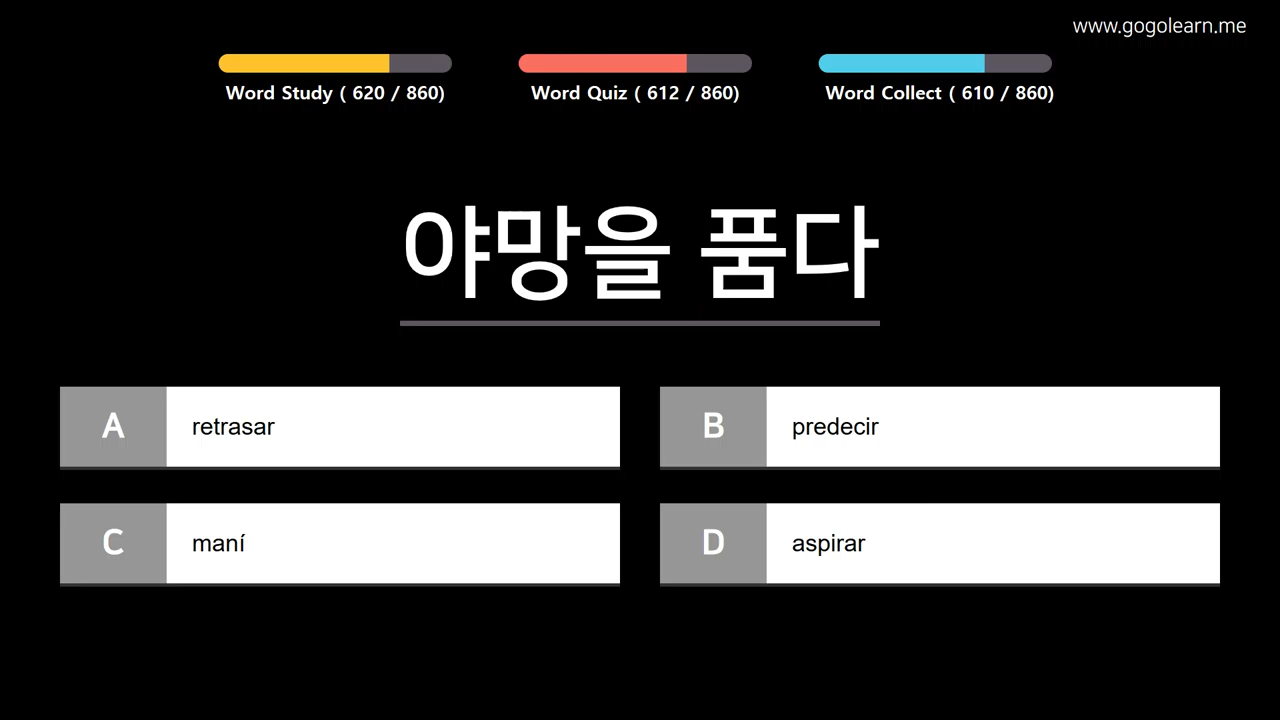 www.gogolearn.me
Word Study ( 620 / 860)
Word Quiz ( 612 / 860)
Word Collect ( 610 / 860)
야망을 품다
A retrasar
B predecir
C maní
D aspirar